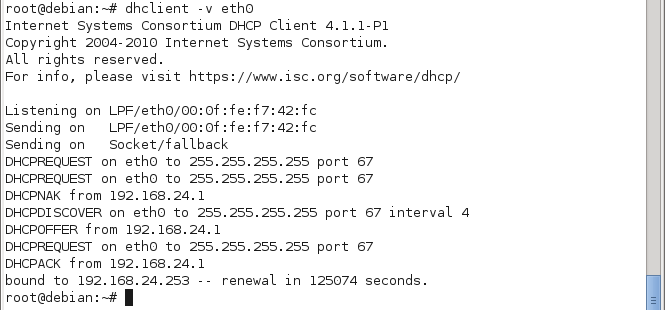 root@debian:~# dhclient -v eth0
Internet Systems Consortium DHCP Client 4.1.1-P1
Copyright 2004-2010 Internet Systems Consortium.
All rights reserved.
For info, please visit https://www.isc.org/software/dhcp/

Listening on LPF/eth0/00:0f:fe:f7:42:fc
Sending on   LPF/eth0/00:0f:fe:f7:42:fc
Sending on   Socket/fallback
DHCPREQUEST on eth0 to 255.255.255.255 port 67
DHCPREQUEST on eth0 to 255.255.255.255 port 67
DHCPNAK from 192.168.24.1
DHCPDISCOVER on eth0 to 255.255.255.255 port 67 interval 4
DHCPOFFER from 192.168.24.1
DHCPREQUEST on eth0 to 255.255.255.255 port 67
DHCPACK from 192.168.24.1
bound to 192.168.24.253 -- renewal in 125074 seconds.
root@debian:~#